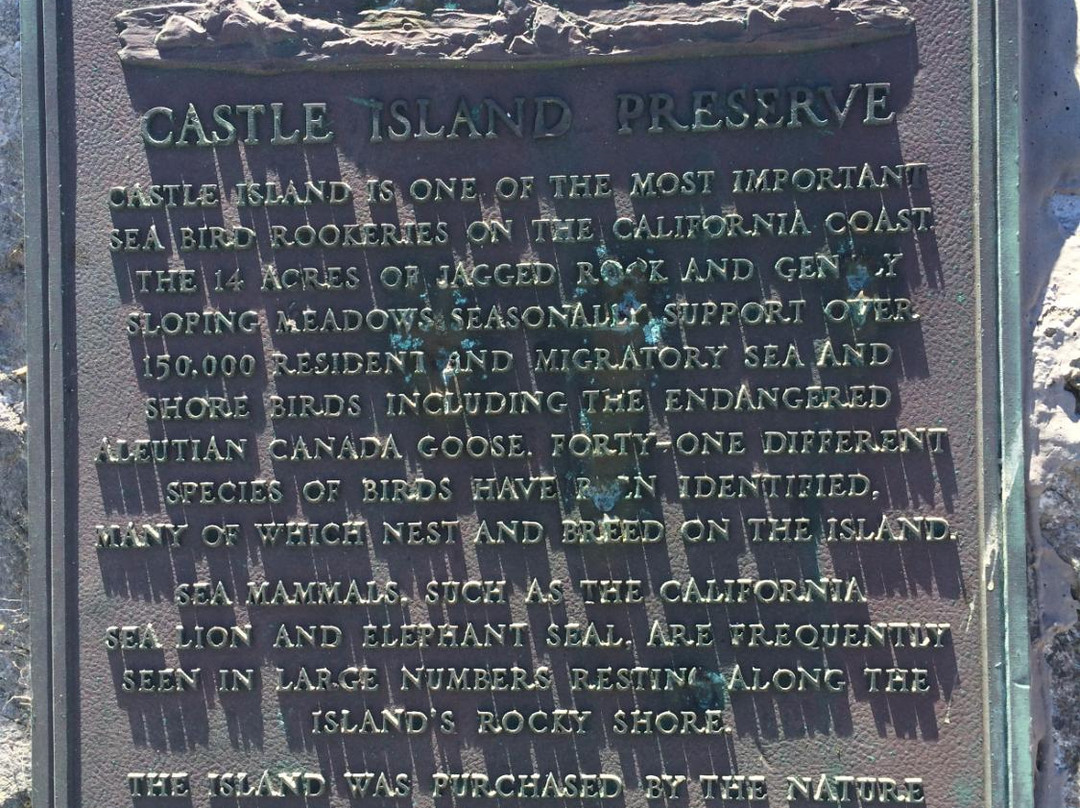 CASTLE ISLAND PRESERVE
CASTLE ISLAND IS ONE OF THE MOST IMPORTANT
SEA BIRD ROOKERIES ON THE CALIFORNIA COAST.
THE 14 ACRES OF JAGGED ROCK AND GENTLY
SLOPING MEADOWS SEASONALLY SUPPORT OVER
150,000 RESIDENT AND MIGRATORY SEA AND
SHORE BIRDS INCLUDING THE ENDANGERED
ALEUTIAN CANADA GOOSE. FORTY-ONE DIFFERENT
SPECIES OF BIRDS HAVE BEEN IDENTIFIED,
MANY OF WHICH NEST AND BREED ON THE ISLAND.
SEA MAMMALS, SUCH AS THE CALIFORNIA
SEA LION AND ELEPHANT SEAL, ARE FREQUENTLY
SEEN IN LARGE NUMBERS RESTING ALONG THE
ISLAND'S ROCKY SHORE.
THE ISLAND WAS PURCHASED BY THE NATURE